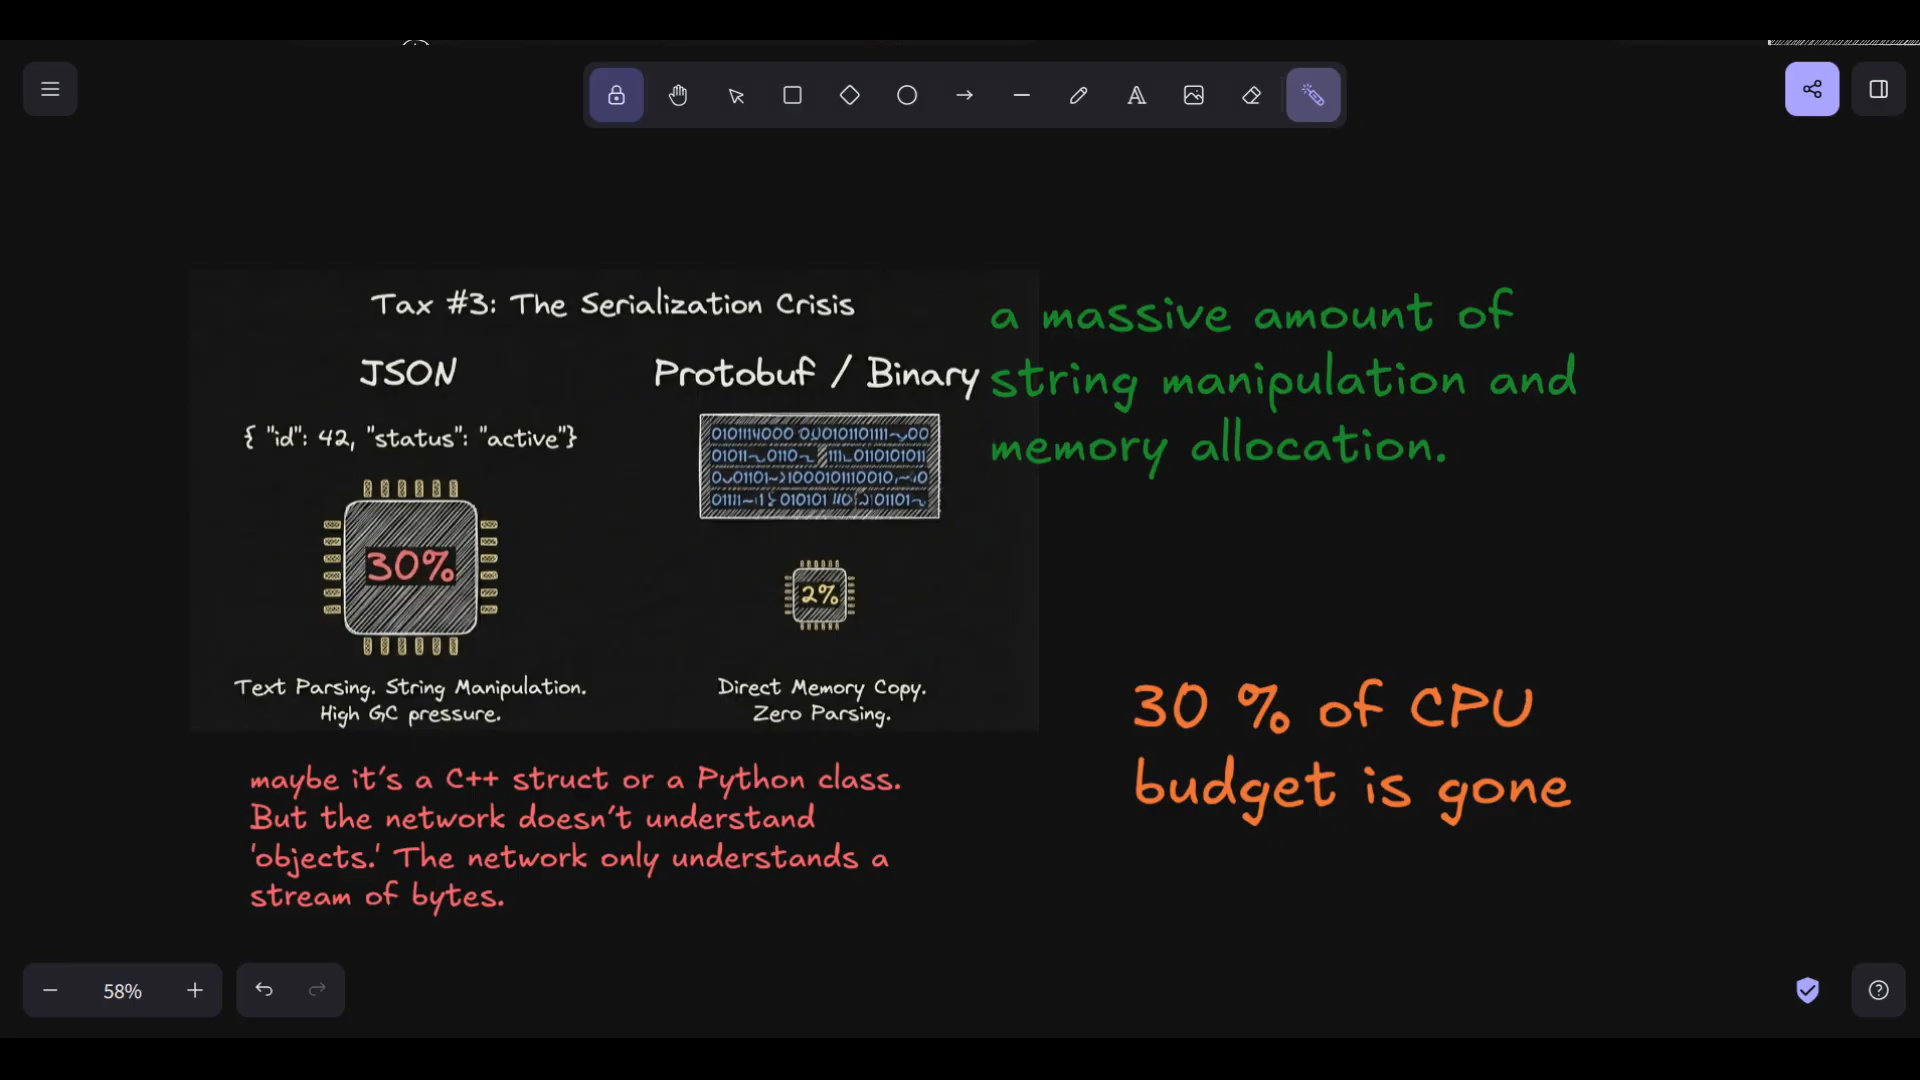 Tax #3: The Serialization Crisis
JSON
Protobuf / Binary
{ "id": 42, "status": "active"}
30%
2%
Text Parsing. String Manipulation.
High GC pressure.
Direct Memory Copy.
Zero Parsing.
a massive amount of
string manipulation and
memory allocation.
30 % of CPU
budget is gone
maybe it's a C++ struct or a Python class.
But the network doesn't understand
'objects.' The network only understands a
stream of bytes.
58%